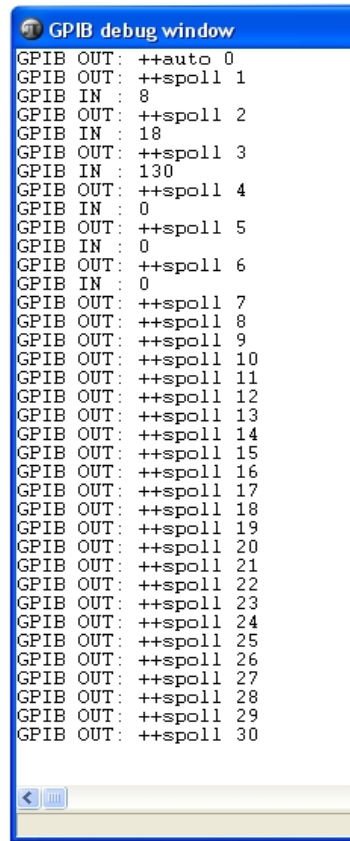 GPIB debug window
GPIB OUT: ++auto 0
GPIB OUT: ++spoll 1
GPIB IN : 8
GPIB OUT: ++spoll 2
GPIB IN : 18
GPIB OUT: ++spoll 3
GPIB IN : 130
GPIB OUT: ++spoll 4
GPIB IN : 0
GPIB OUT: ++spoll 5
GPIB IN : 0
GPIB OUT: ++spoll 6
GPIB IN : 0
GPIB OUT: ++spoll 7
GPIB OUT: ++spoll 8
GPIB OUT: ++spoll 9
GPIB OUT: ++spoll 10
GPIB OUT: ++spoll 11
GPIB OUT: ++spoll 12
GPIB OUT: ++spoll 13
GPIB OUT: ++spoll 14
GPIB OUT: ++spoll 15
GPIB OUT: ++spoll 16
GPIB OUT: ++spoll 17
GPIB OUT: ++spoll 18
GPIB OUT: ++spoll 19
GPIB OUT: ++spoll 20
GPIB OUT: ++spoll 21
GPIB OUT: ++spoll 22
GPIB OUT: ++spoll 23
GPIB OUT: ++spoll 24
GPIB OUT: ++spoll 25
GPIB OUT: ++spoll 26
GPIB OUT: ++spoll 27
GPIB OUT: ++spoll 28
GPIB OUT: ++spoll 29
GPIB OUT: ++spoll 30